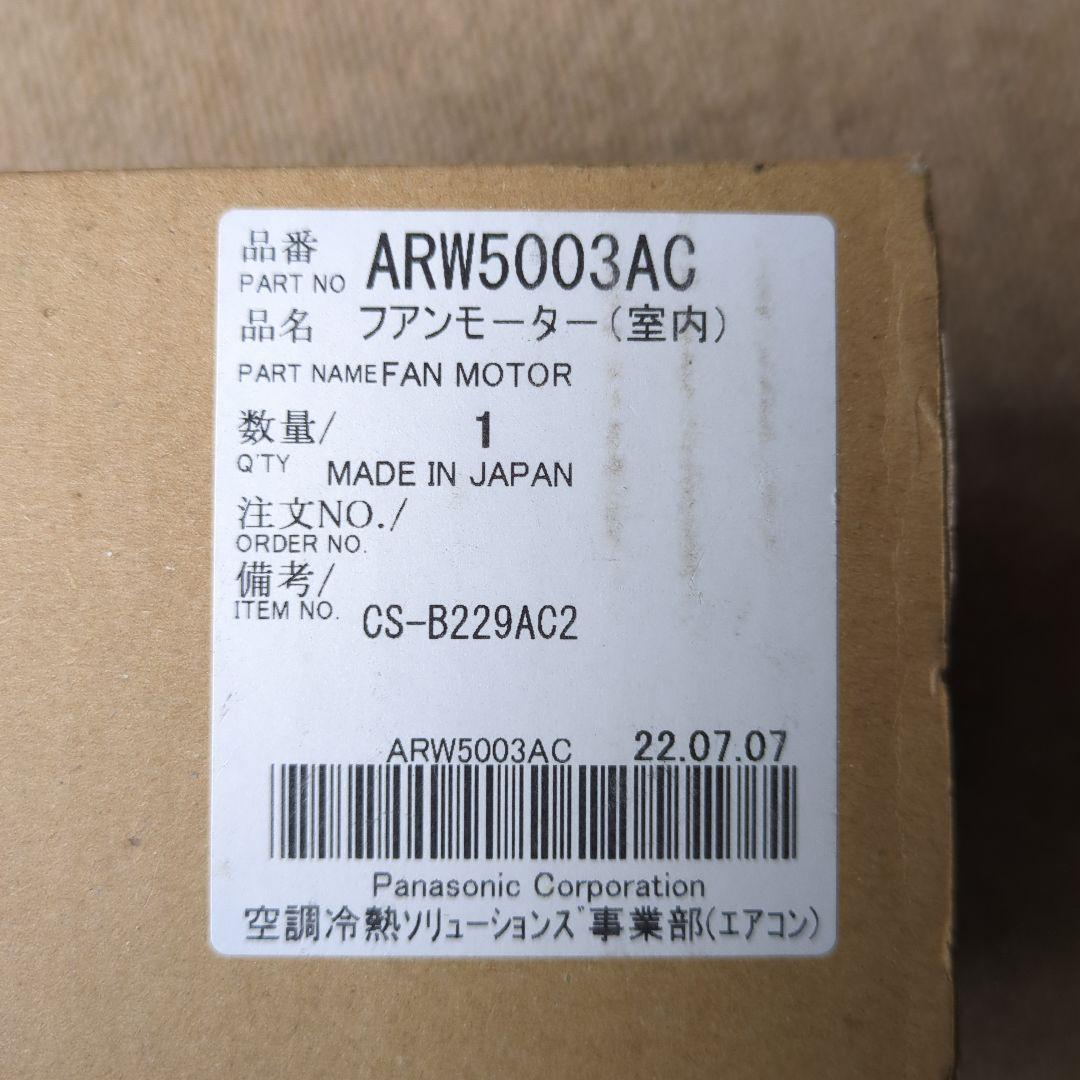 品番
PART NO ARW5003AC
品名 フアンモーター(室内)
PART NAME FAN MOTOR
数量/ 1
Q'TY MADE IN JAPAN
注文NO./
ORDER NO.
備考/
ITEM NO. CS-B229AC2
ARW5003AC 22.07.07
Panasonic Corporation
空調冷熱ソリューションズ事業部(エアコン)